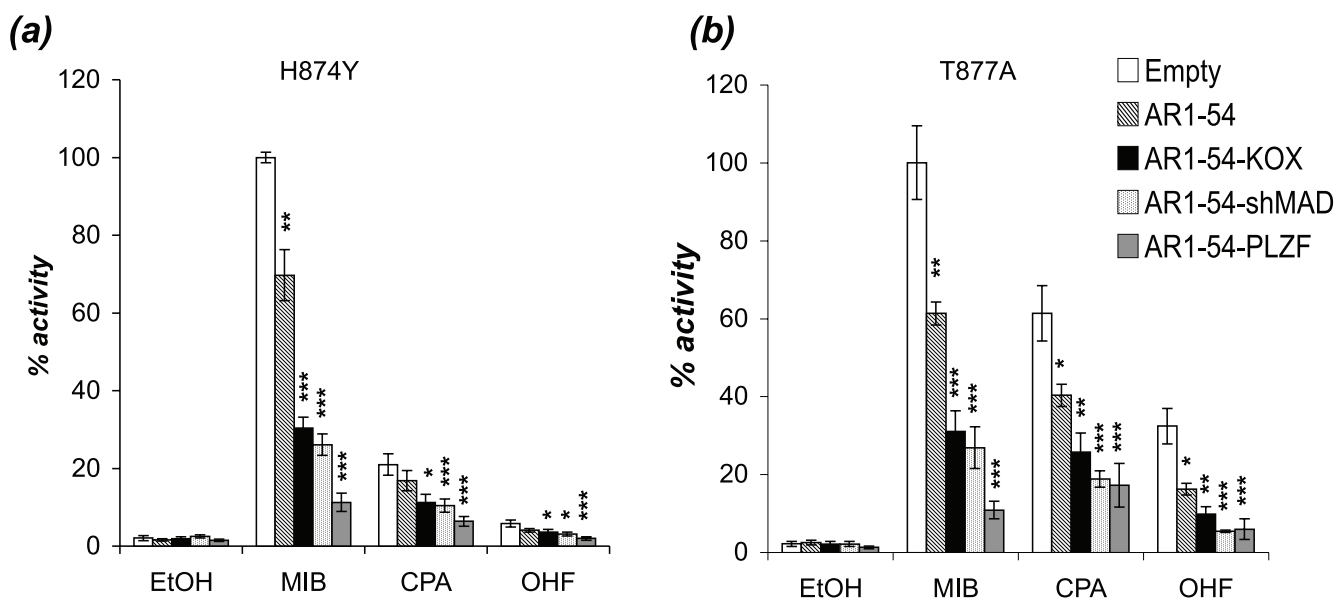 (a)
H874Y
% activity
120
100
80
60
40
20
0
**
***
***
***
*
***
***
*
*
***
EtOH MIB CPA OHF
(b)
T877A
% activity
120
100
80
60
40
20
0
**
***
***
***
*
**
***
***
*
**
***
***
EtOH MIB CPA OHF
Empty
AR1-54
AR1-54-KOX
AR1-54-shMAD
AR1-54-PLZF